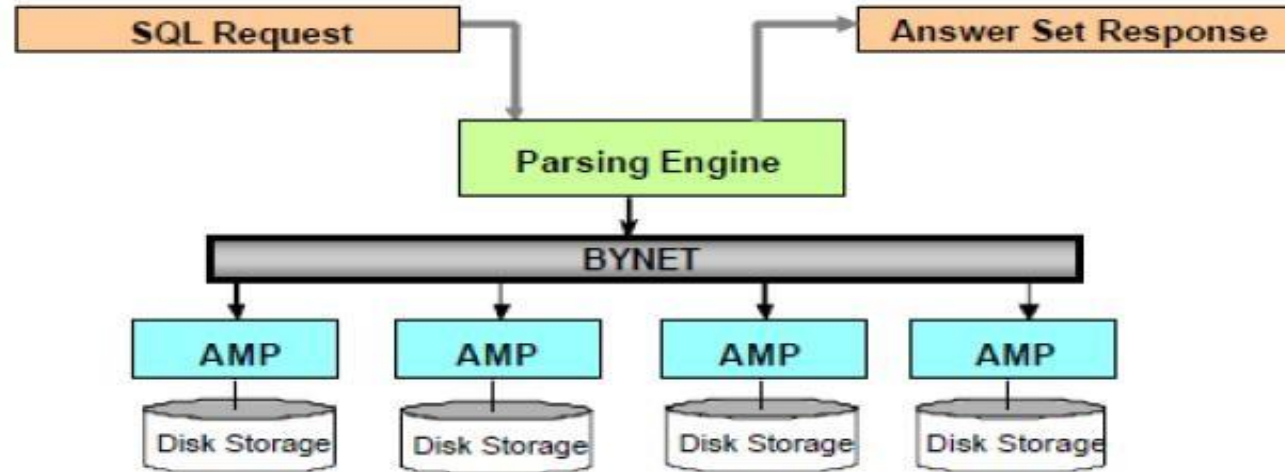 SQL Request
Answer Set Response
Parsing Engine
BYNET
AMP
AMP
AMP
AMP
Disk Storage
Disk Storage
Disk Storage
Disk Storage